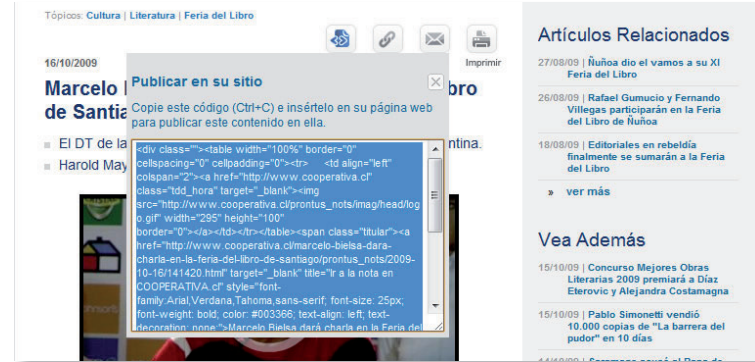 Tópicos: Cultura | Literatura | Feria del Libro
Imprimir
16/10/2009
Marcelo
bro
de Santia
El DT de la
ntina.
Harold May
Publicar en su sitio
Copie este código (Ctrl+C) e insértelo en su página web
para publicar este contenido en ella.
<div class=""><table width="100%" border="0"
cellspacing="0" cellpadding="0"><tr> <td align="left"
colspan="2"><a href="http://www.cooperativa.cl"
class="tdd_hora" target="_blank"><img
src="http://www.cooperativa.cl/prontus_nots/imag/head/log
o.gif" width="295" height="100"
border="0"></a></td></tr></table><span class="titular"><a
href="http://www.cooperativa.cl/marcelo-bielsa-dara-
charla-en-la-feria-del-libro-de-santiago/prontus_nots/2009-
10-16/141420.html" target="_blank" title="Ir a la nota en
COOPERATIVA.cl" style="font-
family:Arial,Verdana,Tahoma,sans-serif; font-size: 25px;
font-weight: bold; color: #003366; text-align: left; text-
decoration: none;">Marcelo Bielsa dará charla en la Feria del
Artículos Relacionados
27/08/09 | Ñuñoa dio el vamos a su XI
Feria del Libro
26/08/09 | Rafael Gumucio y Fernando
Villegas participarán en la Feria
del Libro de Ñuñoa
18/08/09 | Editoriales en rebeldía
finalmente se sumarán a la Feria
del Libro
» ver más
Vea Además
15/10/09 | Concurso Mejores Obras
Literarias 2009 premiará a Díaz
Eterovic y Alejandra Costamagna
15/10/09 | Pablo Simonetti vendió
10.000 copias de "La barrera del
pudor" en 10 días